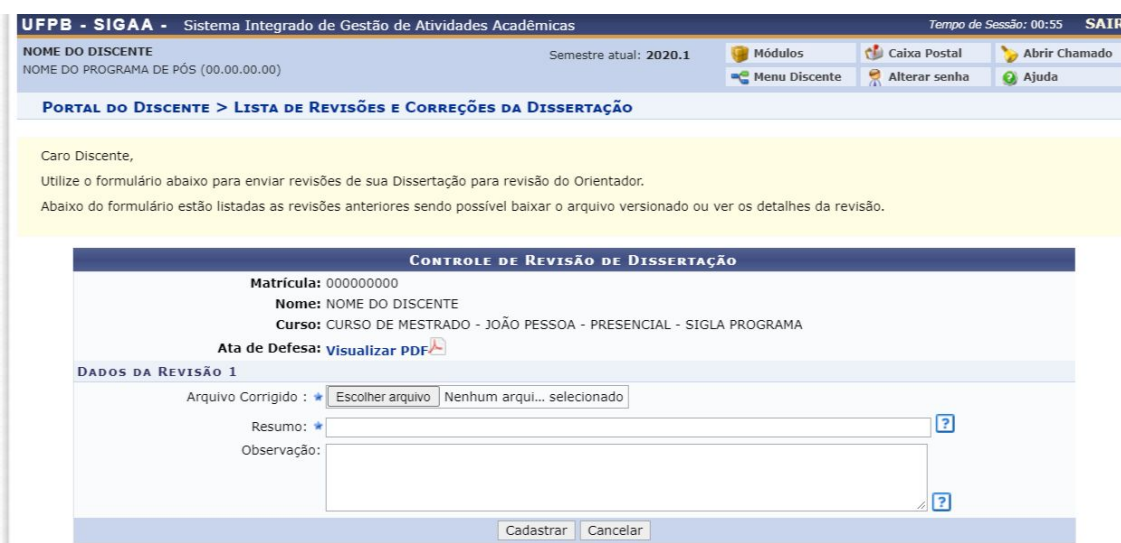 UFPB - SIGAA - Sistema Integrado de Gestão de Atividades Acadêmicas Tempo de Sessão: 00:55 SAIR
NOME DO DISCENTE Semestre atual: 2020.1 Módulos Caixa Postal Abrir Chamado
NOME DO PROGRAMA DE PÓS (00.00.00.00) Menu Discente Alterar senha Ajuda
PORTAL DO DISCENTE > LISTA DE REVISÕES E CORREÇÕES DA DISSERTAÇÃO
Caro Discente,
Utilize o formulário abaixo para enviar revisões de sua Dissertação para revisão do Orientador.
Abaixo do formulário estão listadas as revisões anteriores sendo possível baixar o arquivo versionado ou ver os detalhes da revisão.
CONTROLE DE REVISÃO DE DISSERTAÇÃO
Matrícula: 000000000
Nome: NOME DO DISCENTE
Curso: CURSO DE MESTRADO - JOÃO PESSOA - PRESENCIAL - SIGLA PROGRAMA
Ata de Defesa: Visualizar PDF
DADOS DA REVISÃO 1
Arquivo Corrigido : Escolher arquivo Nenhum arqui... selecionado
Resumo: ?
Observação:
?
Cadastrar Cancelar